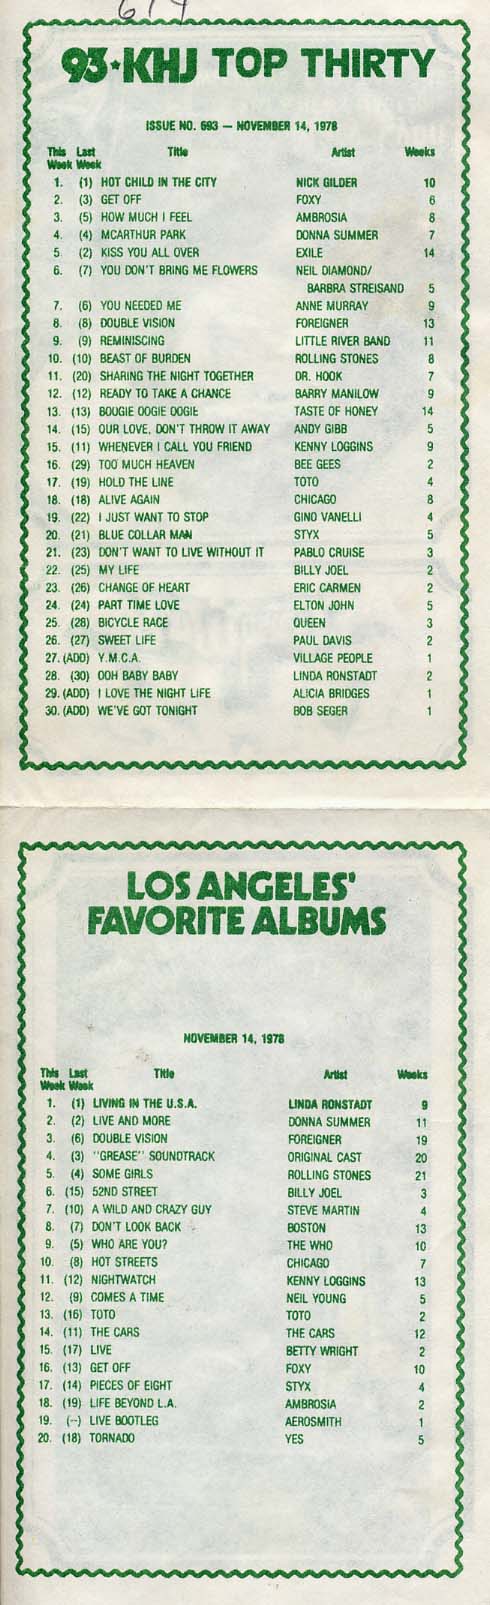 614
93★KHJ TOP THIRTY
ISSUE NO. 693 — NOVEMBER 14, 1978
This Last Title Artist Weeks
Week Week
1. (1) HOT CHILD IN THE CITY NICK GILDER 10
2. (3) GET OFF FOXY 6
3. (5) HOW MUCH I FEEL AMBROSIA 8
4. (4) MCARTHUR PARK DONNA SUMMER 7
5. (2) KISS YOU ALL OVER EXILE 14
6. (7) YOU DON'T BRING ME FLOWERS NEIL DIAMOND/
BARBRA STREISAND 5
7. (6) YOU NEEDED ME ANNE MURRAY 9
8. (8) DOUBLE VISION FOREIGNER 13
9. (9) REMINISCING LITTLE RIVER BAND 11
10. (10) BEAST OF BURDEN ROLLING STONES 8
11. (20) SHARING THE NIGHT TOGETHER DR. HOOK 7
12. (12) READY TO TAKE A CHANCE BARRY MANILOW 9
13. (13) BOUGIE OOGIE OOGIE TASTE OF HONEY 14
14. (15) OUR LOVE, DON'T THROW IT AWAY ANDY GIBB 5
15. (11) WHENEVER I CALL YOU FRIEND KENNY LOGGINS 9
16. (29) TOO MUCH HEAVEN BEE GEES 2
17. (19) HOLD THE LINE TOTO 4
18. (18) ALIVE AGAIN CHICAGO 8
19. (22) I JUST WANT TO STOP GINO VANELLI 4
20. (21) BLUE COLLAR MAN STYX 5
21. (23) DON'T WANT TO LIVE WITHOUT IT PABLO CRUISE 3
22. (25) MY LIFE BILLY JOEL 2
23. (26) CHANGE OF HEART ERIC CARMEN 2
24. (24) PART TIME LOVE ELTON JOHN 5
25. (28) BICYCLE RACE QUEEN 3
26. (27) SWEET LIFE PAUL DAVIS 2
27. (ADD) Y.M.C.A. VILLAGE PEOPLE 1
28. (30) OOH BABY BABY LINDA RONSTADT 2
29. (ADD) I LOVE THE NIGHT LIFE ALICIA BRIDGES 1
30. (ADD) WE'VE GOT TONIGHT BOB SEGER 1
LOS ANGELES'
FAVORITE ALBUMS
NOVEMBER 14, 1978
This Last Title Artist Weeks
Week Week
1. (1) LIVING IN THE U.S.A. LINDA RONSTADT 9
2. (2) LIVE AND MORE DONNA SUMMER 11
3. (6) DOUBLE VISION FOREIGNER 19
4. (3) "GREASE" SOUNDTRACK ORIGINAL CAST 20
5. (4) SOME GIRLS ROLLING STONES 21
6. (15) 52ND STREET BILLY JOEL 3
7. (10) A WILD AND CRAZY GUY STEVE MARTIN 4
8. (7) DON'T LOOK BACK BOSTON 13
9. (5) WHO ARE YOU? THE WHO 10
10. (8) HOT STREETS CHICAGO 7
11. (12) NIGHTWATCH KENNY LOGGINS 13
12. (9) COMES A TIME NEIL YOUNG 5
13. (16) TOTO TOTO 2
14. (11) THE CARS THE CARS 12
15. (17) LIVE BETTY WRIGHT 2
16. (13) GET OFF FOXY 10
17. (14) PIECES OF EIGHT STYX 4
18. (19) LIFE BEYOND L.A. AMBROSIA 2
19. (--) LIVE BOOTLEG AEROSMITH 1
20. (18) TORNADO YES 5